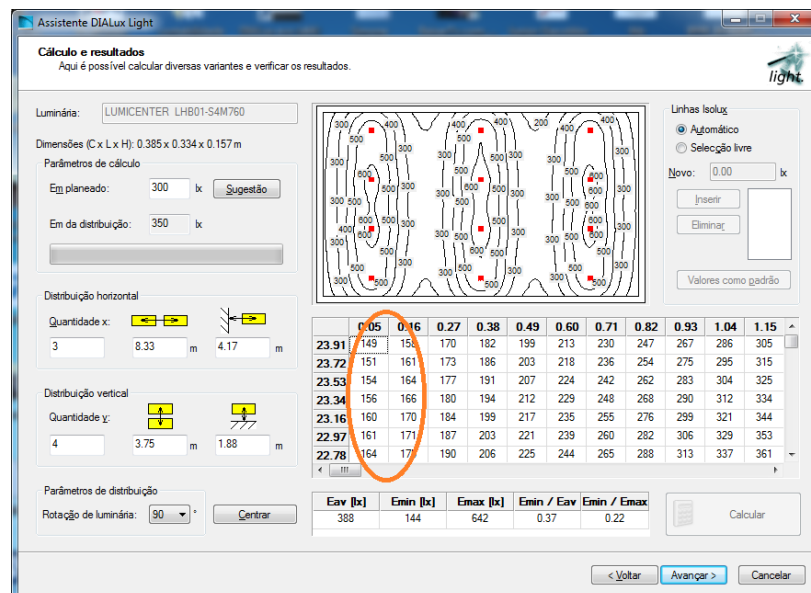 Assistente DIALux Light
Cálculo e resultados
Aqui é possível calcular diversas variantes e verificar os resultados.
light.
Luminária: LUMICENTER LHB01-S4M760
Dimensões (C x L x H): 0.385 x 0.334 x 0.157 m
Parâmetros de cálculo
Em planeado: 300 lx Sugestão
Em da distribuição: 350 lx
Distribuição horizontal
Quantidade x:
3 8.33 m 4.17 m
Distribuição vertical
Quantidade y:
4 3.75 m 1.88 m
Parâmetros de distribuição
Rotação de luminária: 90 ° Centrar
Linhas Isolux
Automático
Selecção livre
Novo: 0.00 lx
Inserir
Eliminar
Valores como padrão
0.05 0.16 0.27 0.38 0.49 0.60 0.71 0.82 0.93 1.04 1.15
23.91 149 158 170 182 199 213 230 247 267 286 305
23.72 151 161 173 186 203 218 236 254 275 295 315
23.53 154 164 177 191 207 224 242 262 283 304 325
23.34 156 166 180 194 212 229 248 268 290 312 334
23.16 160 170 184 199 217 235 255 276 299 321 344
22.97 161 171 187 203 221 239 260 282 306 329 353
22.78 164 190 206 225 244 265 288 313 337 361
Eav [lx] Emin [lx] Emax [lx] Emin / Eav Emin / Emax
388 144 642 0.37 0.22
Calcular
< Voltar Avançar > Cancelar